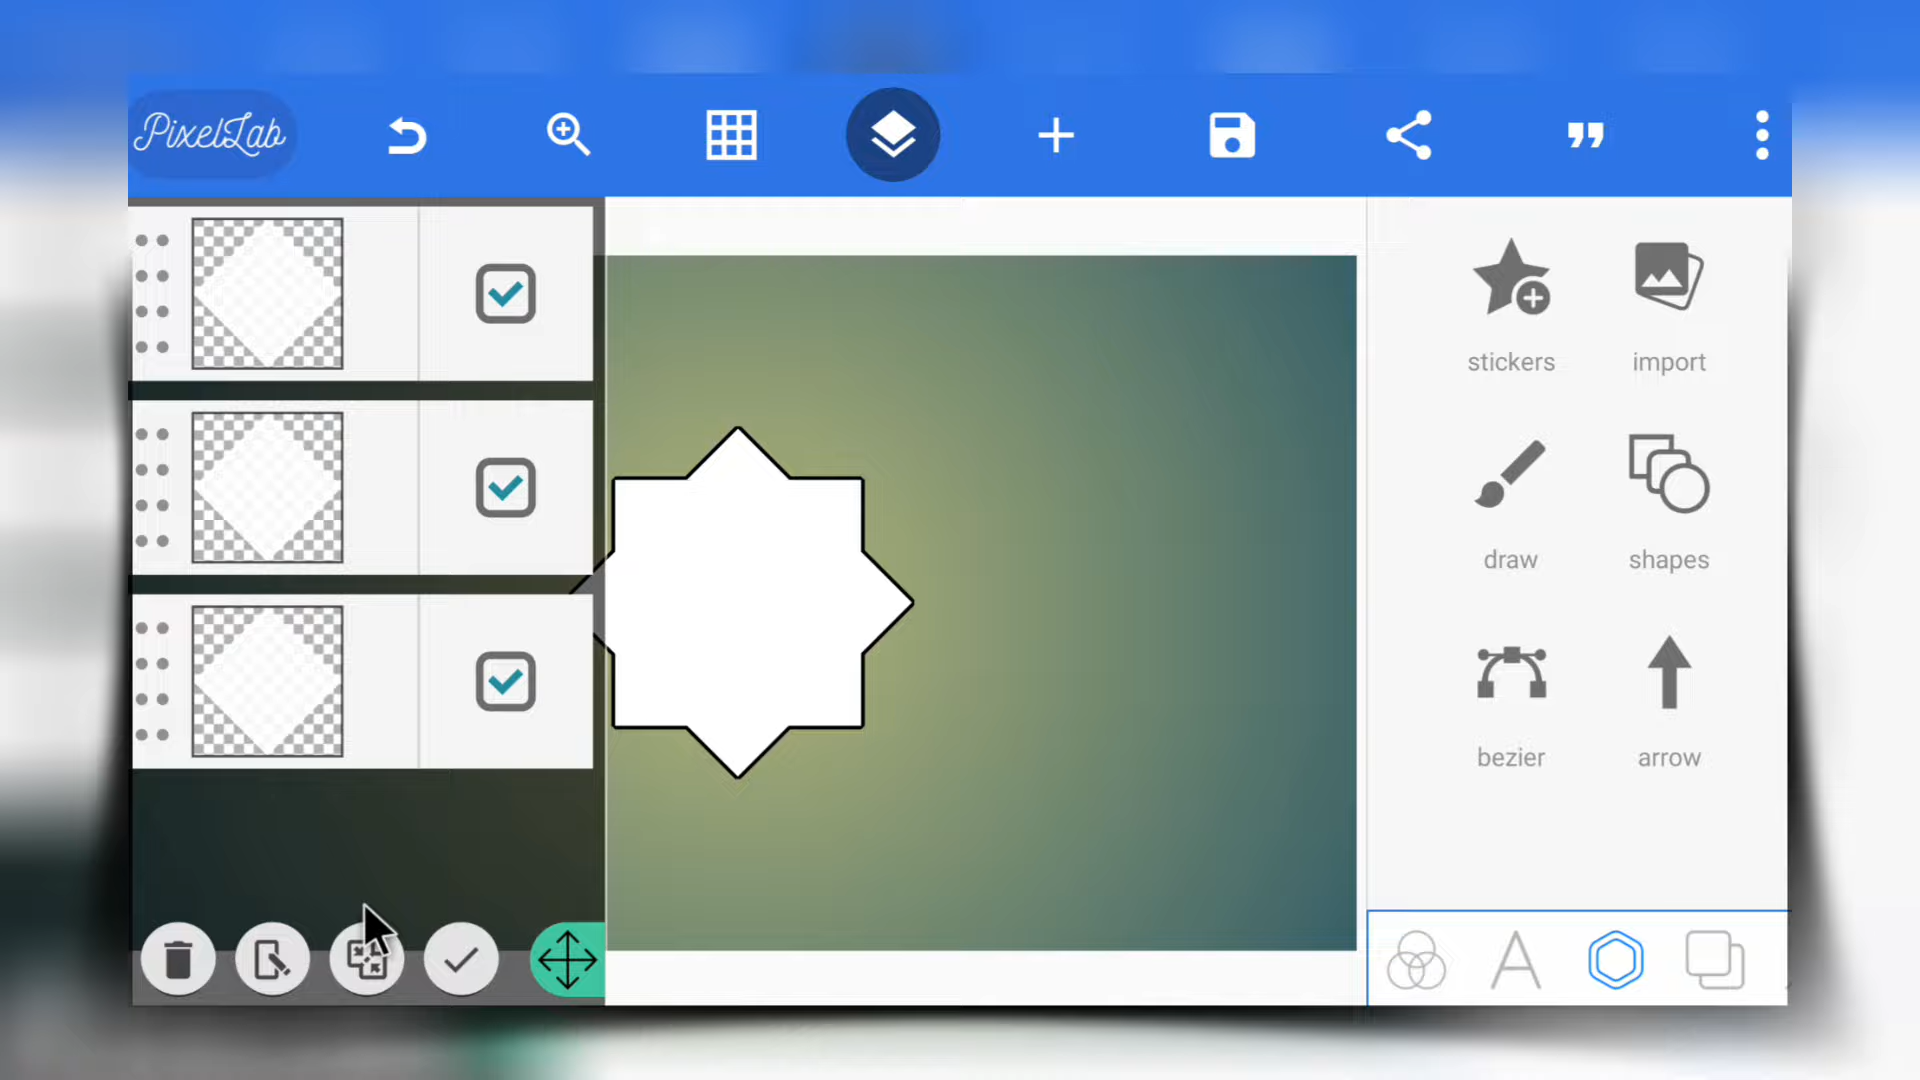 PixelLab
stickers
import
draw
shapes
bezier
arrow